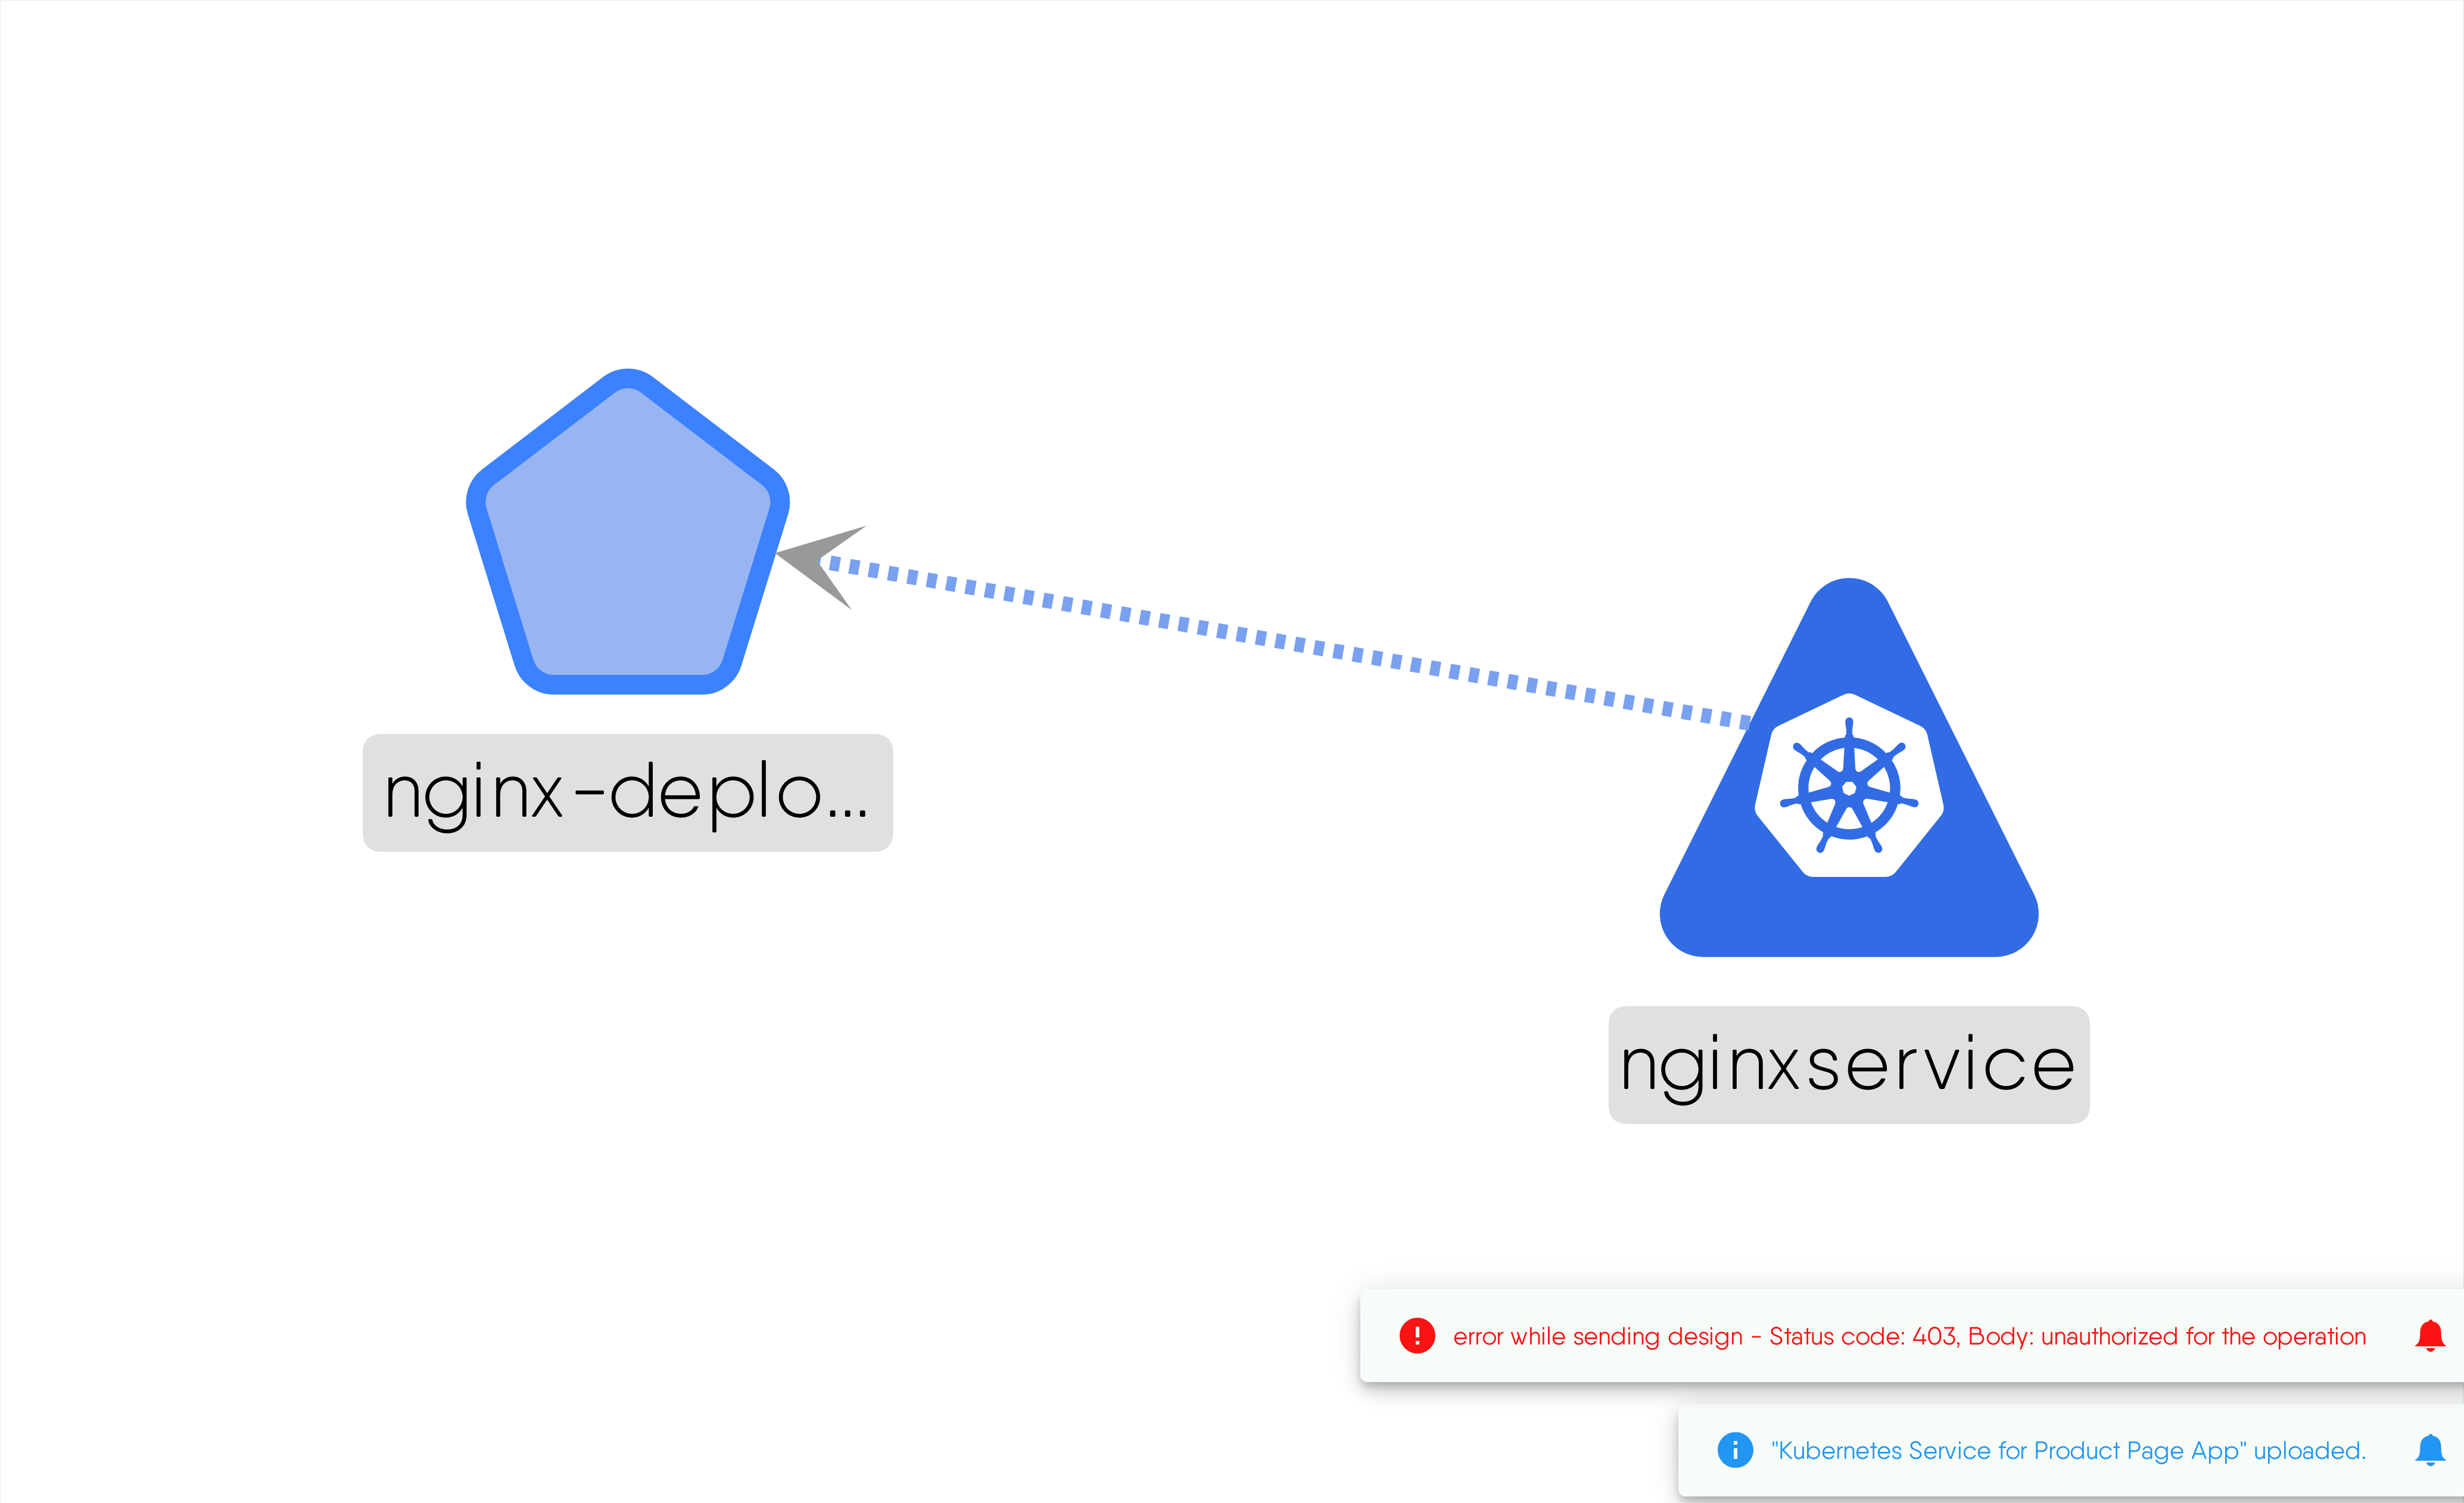 nginx-deplo...
nginxservice
error while sending design - Status code: 403, Body: unauthorized for the operation
"Kubernetes Service for Product Page App" uploaded.